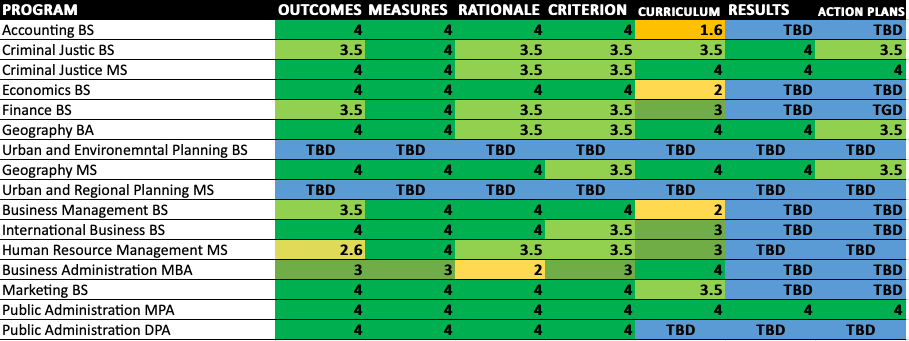 PROGRAM OUTCOMES MEASURES RATIONALE CRITERION CURRICULUM RESULTS ACTION PLANS
Accounting BS 4 4 4 4 1.6 TBD TBD
Criminal Justic BS 3.5 4 3.5 3.5 3.5 4 3.5
Criminal Justice MS 4 4 3.5 3.5 4 4 4
Economics BS 4 4 4 4 2 TBD TBD
Finance BS 3.5 4 3.5 3.5 3 TBD TGD
Geography BA 4 4 3.5 3.5 4 4 3.5
Urban and Environemntal Planning BS TBD TBD TBD TBD TBD TBD TBD
Geography MS 4 4 4 3.5 4 4 3.5
Urban and Regional Planning MS TBD TBD TBD TBD TBD TBD TBD
Business Management BS 3.5 4 4 4 2 TBD TBD
International Business BS 4 4 4 3.5 3 TBD TBD
Human Resource Management MS 2.6 4 3.5 3.5 3 TBD TBD
Business Administration MBA 3 3 2 3 4 TBD TBD
Marketing BS 4 4 4 4 3.5 TBD TBD
Public Administration MPA 4 4 4 4 4 4 4
Public Administration DPA 4 4 4 4 TBD TBD TBD